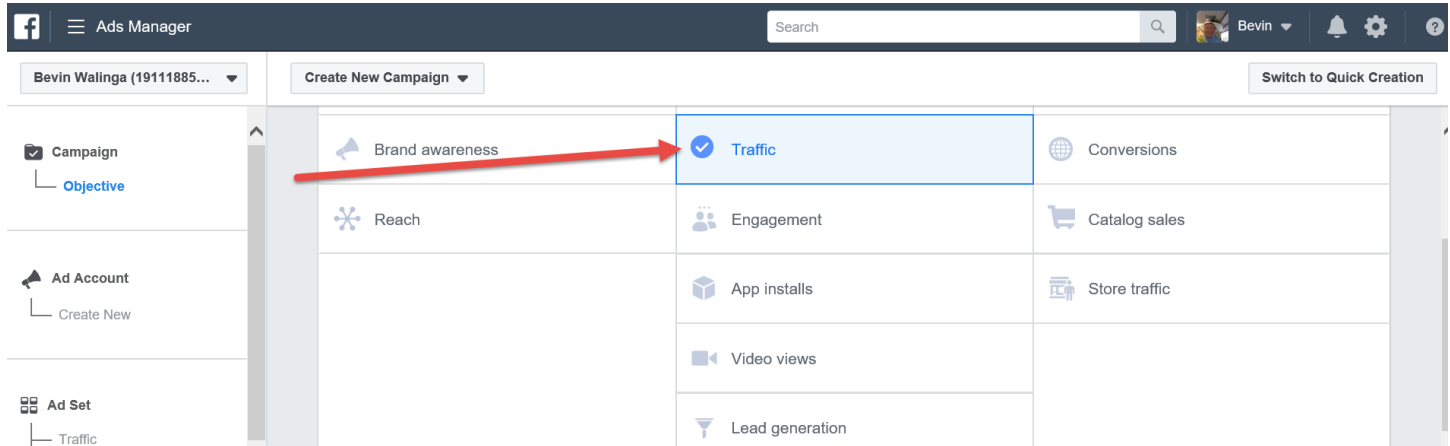 f Ads Manager
Search
Bevin
?
Bevin Walinga (19111885...
Create New Campaign
Switch to Quick Creation
Campaign
Objective
Ad Account
Create New
Ad Set
Traffic
Brand awareness
Traffic
Conversions
Reach
Engagement
Catalog sales
App installs
Store traffic
Video views
Lead generation